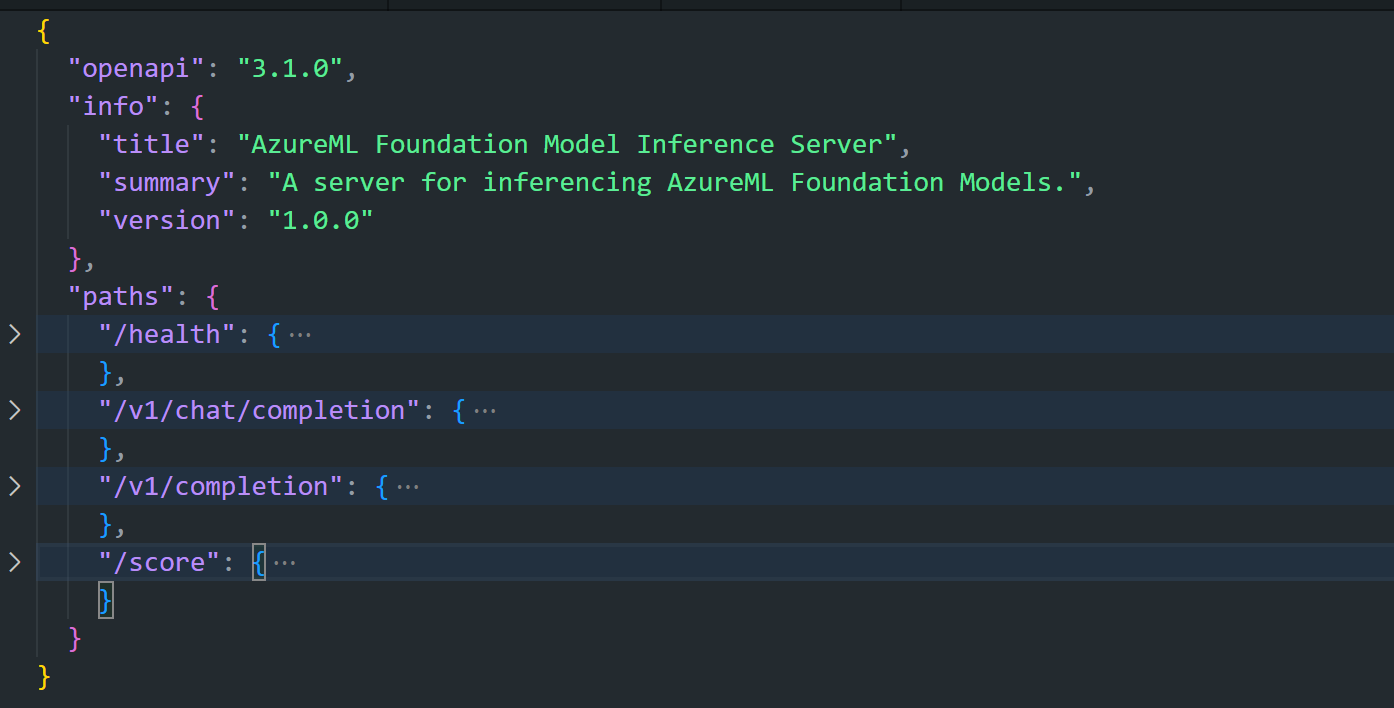 {
"openapi": "3.1.0",
"info": {
"title": "AzureML Foundation Model Inference Server",
"summary": "A server for inferencing AzureML Foundation Models.",
"version": "1.0.0"
},
"paths": {
"/health": { ···
},
"/v1/chat/completion": { ···
},
"/v1/completion": { ···
},
"/score": { ···
}
}
}